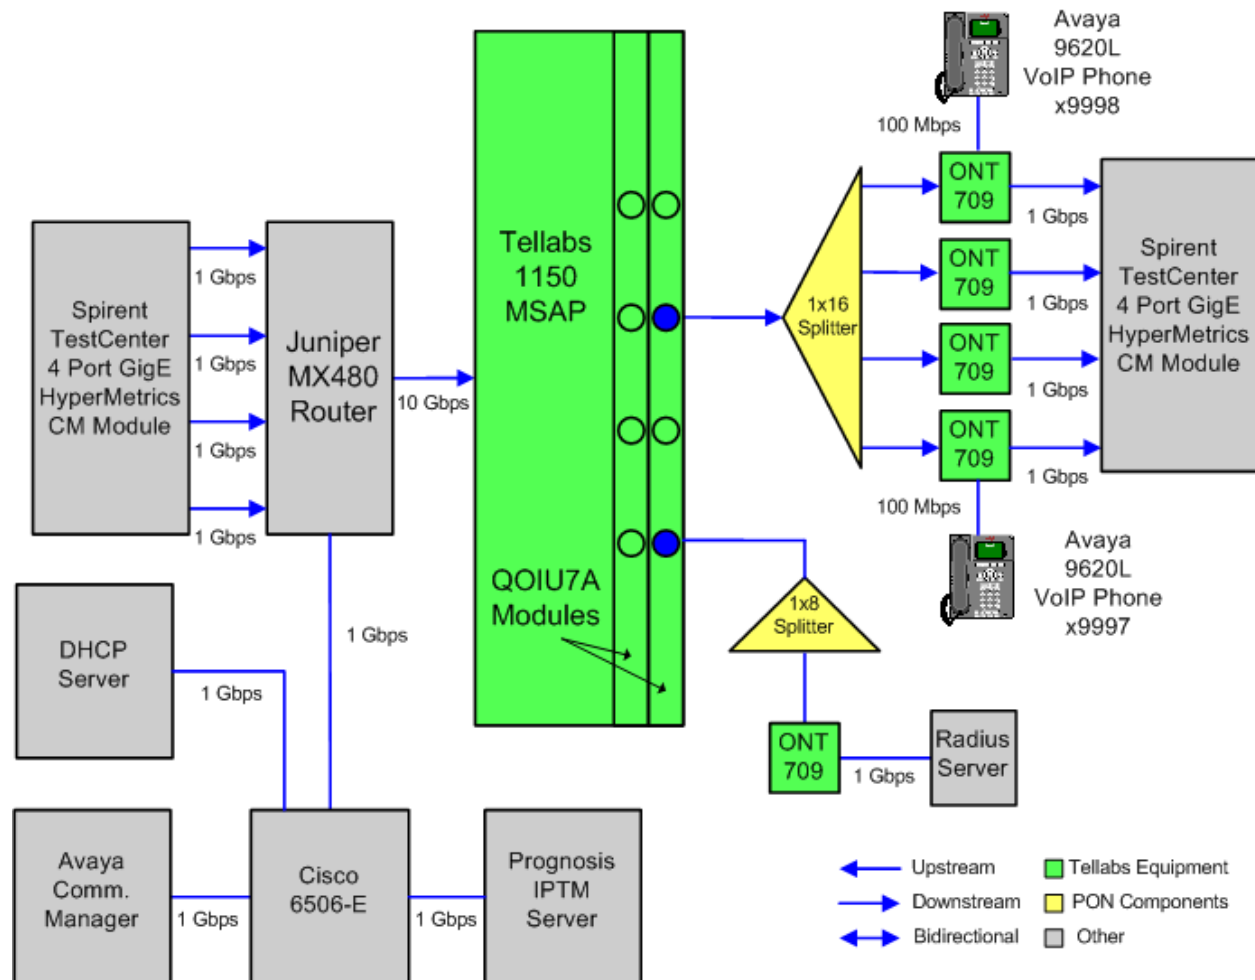 Avaya
9620L
VoIP Phone
x9998
100 Mbps
Spirent
TestCenter
4 Port GigE
HyperMetrics
CM Module
1 Gbps
1 Gbps
1 Gbps
1 Gbps
Juniper
MX480
Router
10 Gbps
Tellabs
1150
MSAP
QOIU7A
Modules
1x16
Splitter
ONT
709
1 Gbps
ONT
709
1 Gbps
ONT
709
1 Gbps
ONT
709
1 Gbps
Spirent
TestCenter
4 Port GigE
HyperMetrics
CM Module
100 Mbps
Avaya
9620L
VoIP Phone
x9997
1x8
Splitter
ONT
709
1 Gbps
Radius
Server
DHCP
Server
1 Gbps
1 Gbps
Avaya
Comm.
Manager
1 Gbps
Cisco
6506-E
1 Gbps
Prognosis
IPTM
Server
Upstream
Downstream
Bidirectional
Tellabs Equipment
PON Components
Other